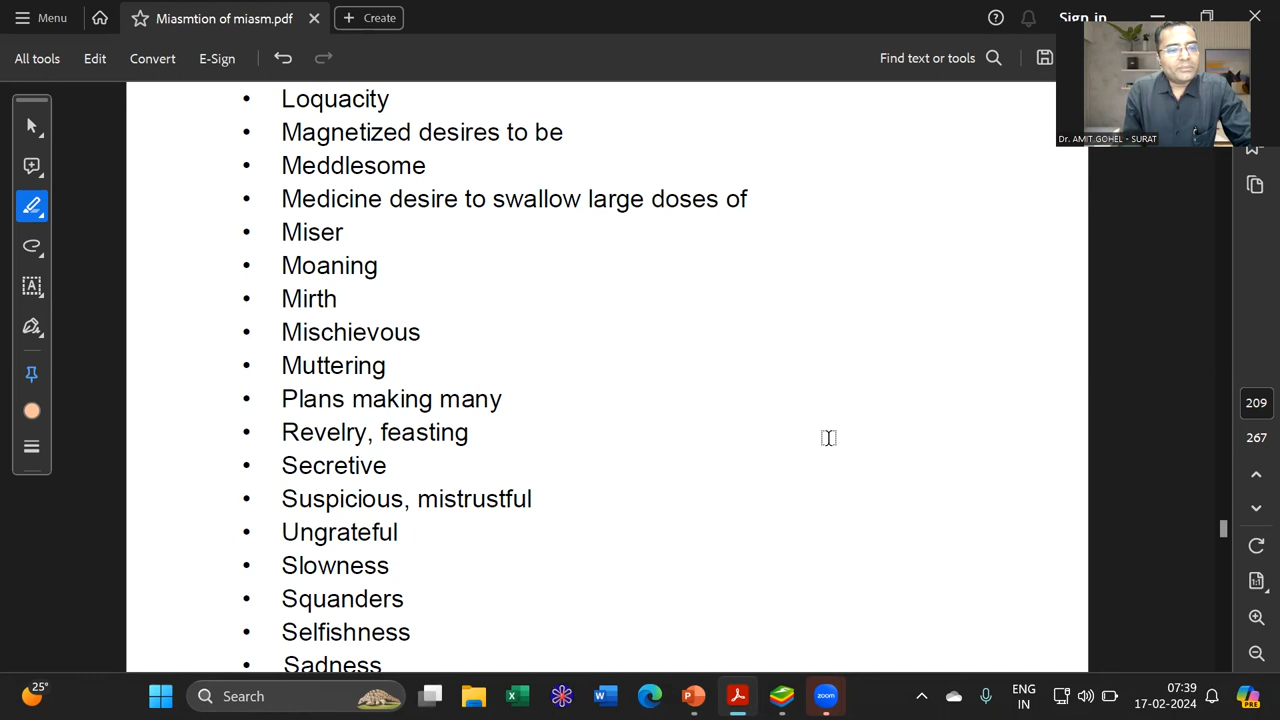 Menu
Miasmtion of miasm.pdf
Create
Sign in
All tools
Edit
Convert
E-Sign
Find text or tools
Dr. AMIT GOHEL - SURAT
• Loquacity
• Magnetized desires to be
• Meddlesome
• Medicine desire to swallow large doses of
• Miser
• Moaning
• Mirth
• Mischievous
• Muttering
• Plans making many
• Revelry, feasting
• Secretive
• Suspicious, mistrustful
• Ungrateful
• Slowness
• Squanders
• Selfishness
• Sadness
209
267
25°
Search
ENG
IN
07:39
17-02-2024
PRE
zoom